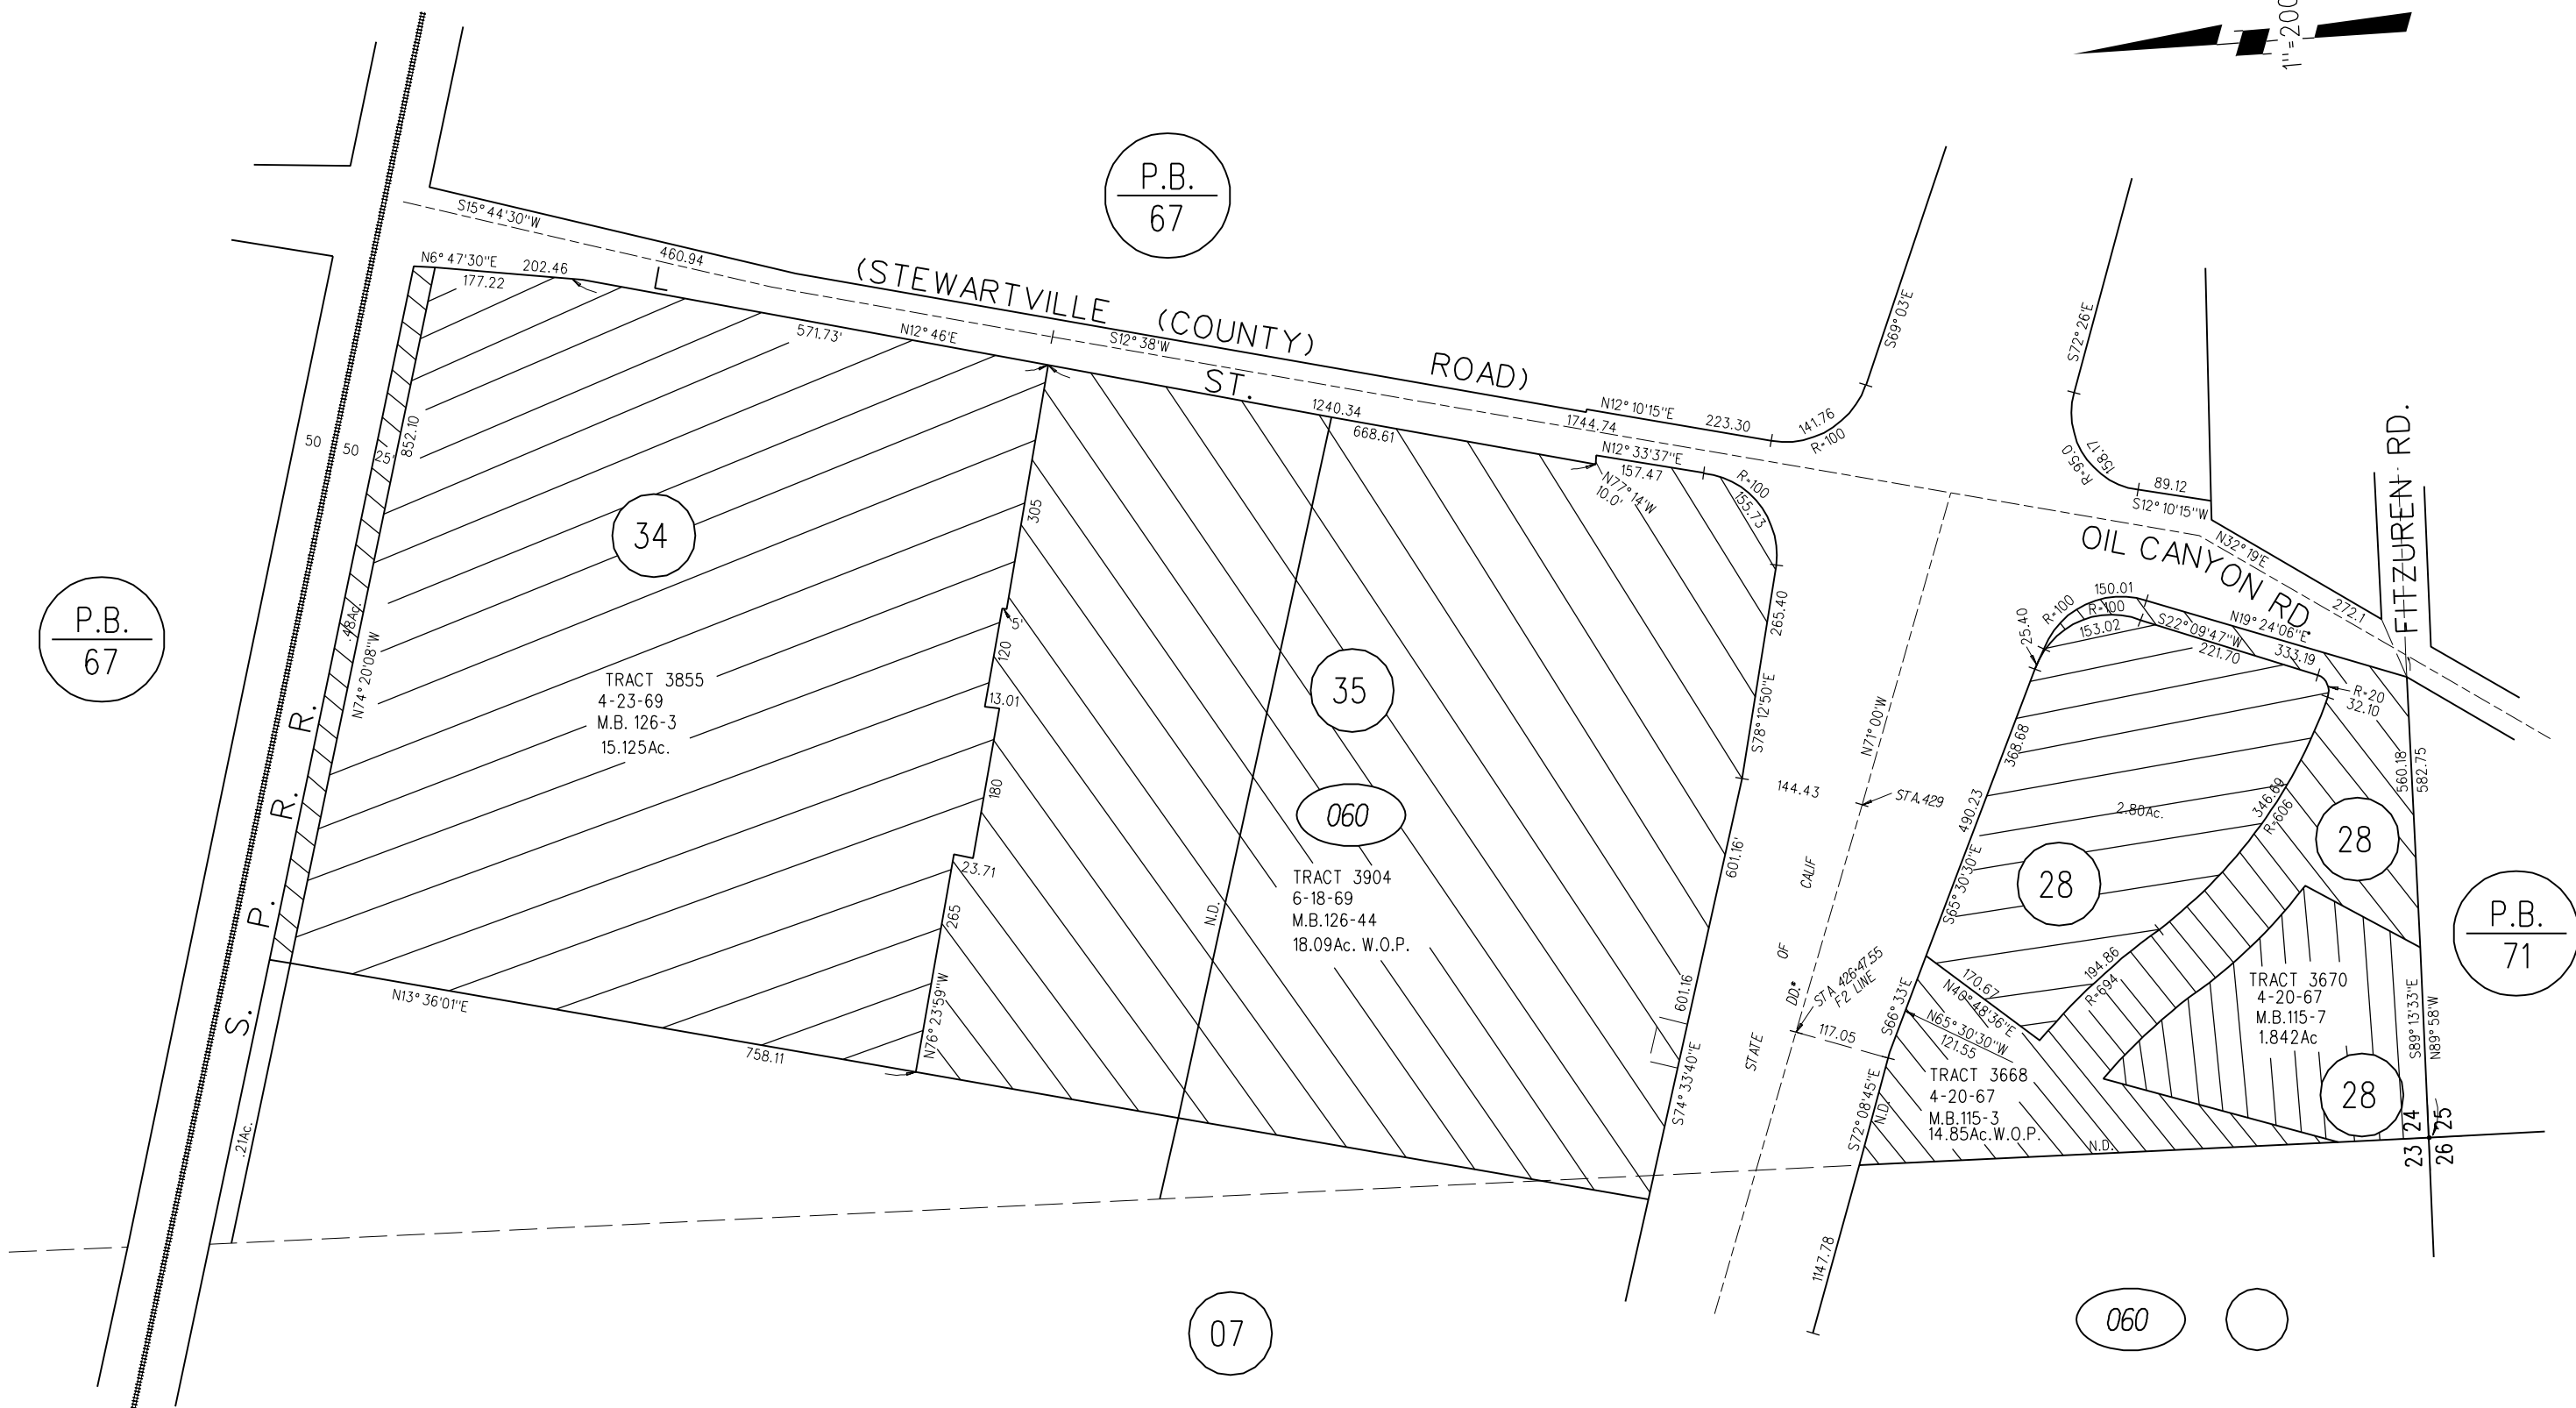 1"=200
P.B.
67
S15°44'30"W
460.94
N6°47'30"E
202.46
177.22
L
(STEWARTVILLE (COUNTY) ROAD)
ST.
571.73'
N12°46'E
S12°38'W
1240.34
668.61
1744.74
N12°10'15"E
223.30
141.76
R=100
S69°03'E
N12°33'37"E
157.47
N77°14'W
10.0'
R=100
155.73
S72°26'E
158.17
R=95.0
89.12
S12°10'15"W
N32°19'E
272.1
FITZUREN RD.
OIL CANYON RD.
50
50
25'
852.10
.48Ac.
N74°20'08"W
34
TRACT 3855
4-23-69
M.B. 126-3
15.125Ac.
P.B.
67
S. P. R. R.
305
5'
120
13.01
180
23.71
265
N76°23'59"W
35
060
TRACT 3904
6-18-69
M.B.126-44
18.09Ac. W.O.P.
N.D.
265.40
S78°12'50"E
601.16'
601.16
S74°33'40"E
144.43
N71°00'W
STA.429
STATE OF CALIF
DD.
STA 426+47.55
F2 LINE
117.05
25.40
R=100
150.01
R=100
153.02
S22°09'47"W
221.70
N19°24'06"E
333.19
R=20
32.10
368.68
490.23
S65°30'30"E
2.80Ac.
28
346.69
R=606
28
560.18
582.75
194.86
R=694
170.67
N40°48'36"E
N65°30'30"W
121.55
S66°33'E
S72°08'45"E
N.D.
TRACT 3668
4-20-67
M.B.115-3
14.85Ac.W.O.P.
N.D.
TRACT 3670
4-20-67
M.B.115-7
1.842Ac
28
S89°13'33"E
N89°58'W
P.B.
71
23 24
26 25
N13°36'01"E
758.11
.21Ac.
1147.78
07
060